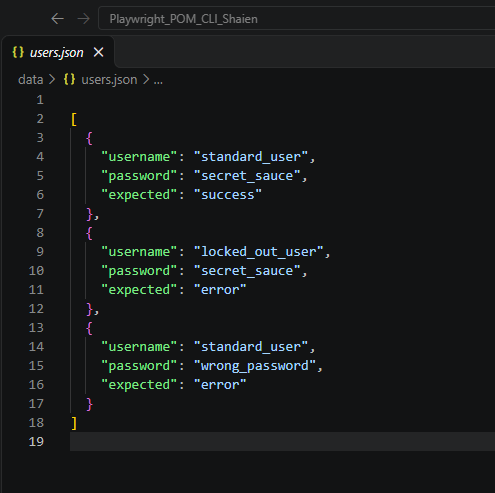 Playwright_POM_CLI_Shaien
{} users.json
data > {} users.json > ...
1
2 [
3 {
4 "username": "standard_user",
5 "password": "secret_sauce",
6 "expected": "success"
7 },
8 {
9 "username": "locked_out_user",
10 "password": "secret_sauce",
11 "expected": "error"
12 },
13 {
14 "username": "standard_user",
15 "password": "wrong_password",
16 "expected": "error"
17 }
18 ]
19